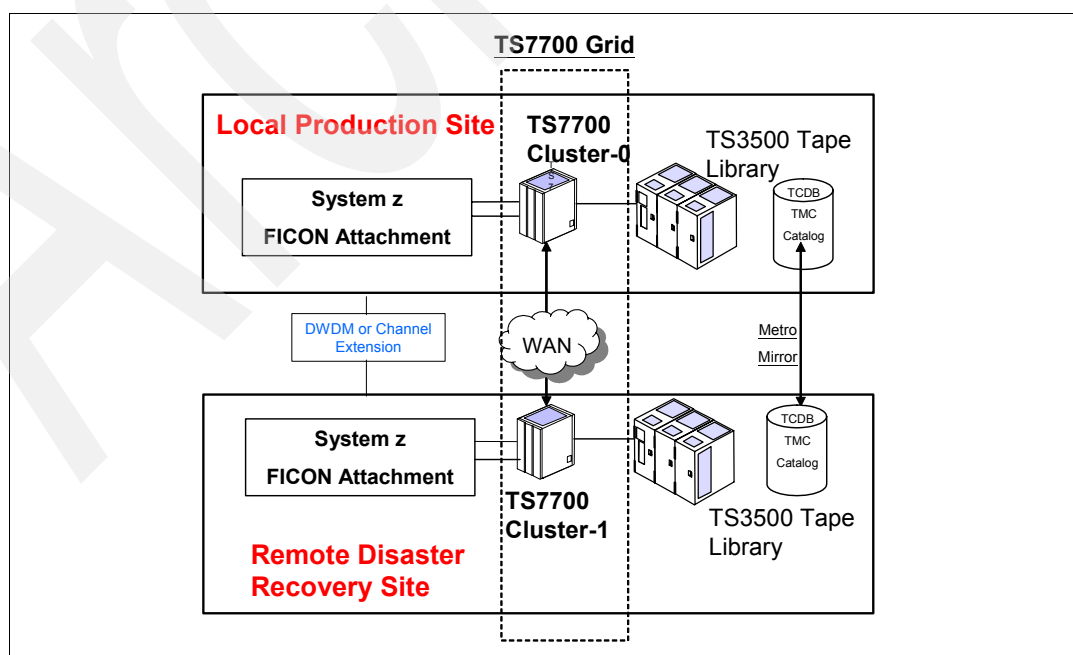 TS7700 Grid
Local Production Site
TS7700
Cluster-0
TS3500 Tape
Library
System z
FICON Attachment
TCDB
TMC
Catalog
DWDM or Channel
Extension
WAN
Metro
Mirror
System z
FICON Attachment
TS7700
Cluster-1
TCDB
TMC
Catalog
TS3500 Tape
Library
Remote Disaster
Recovery Site